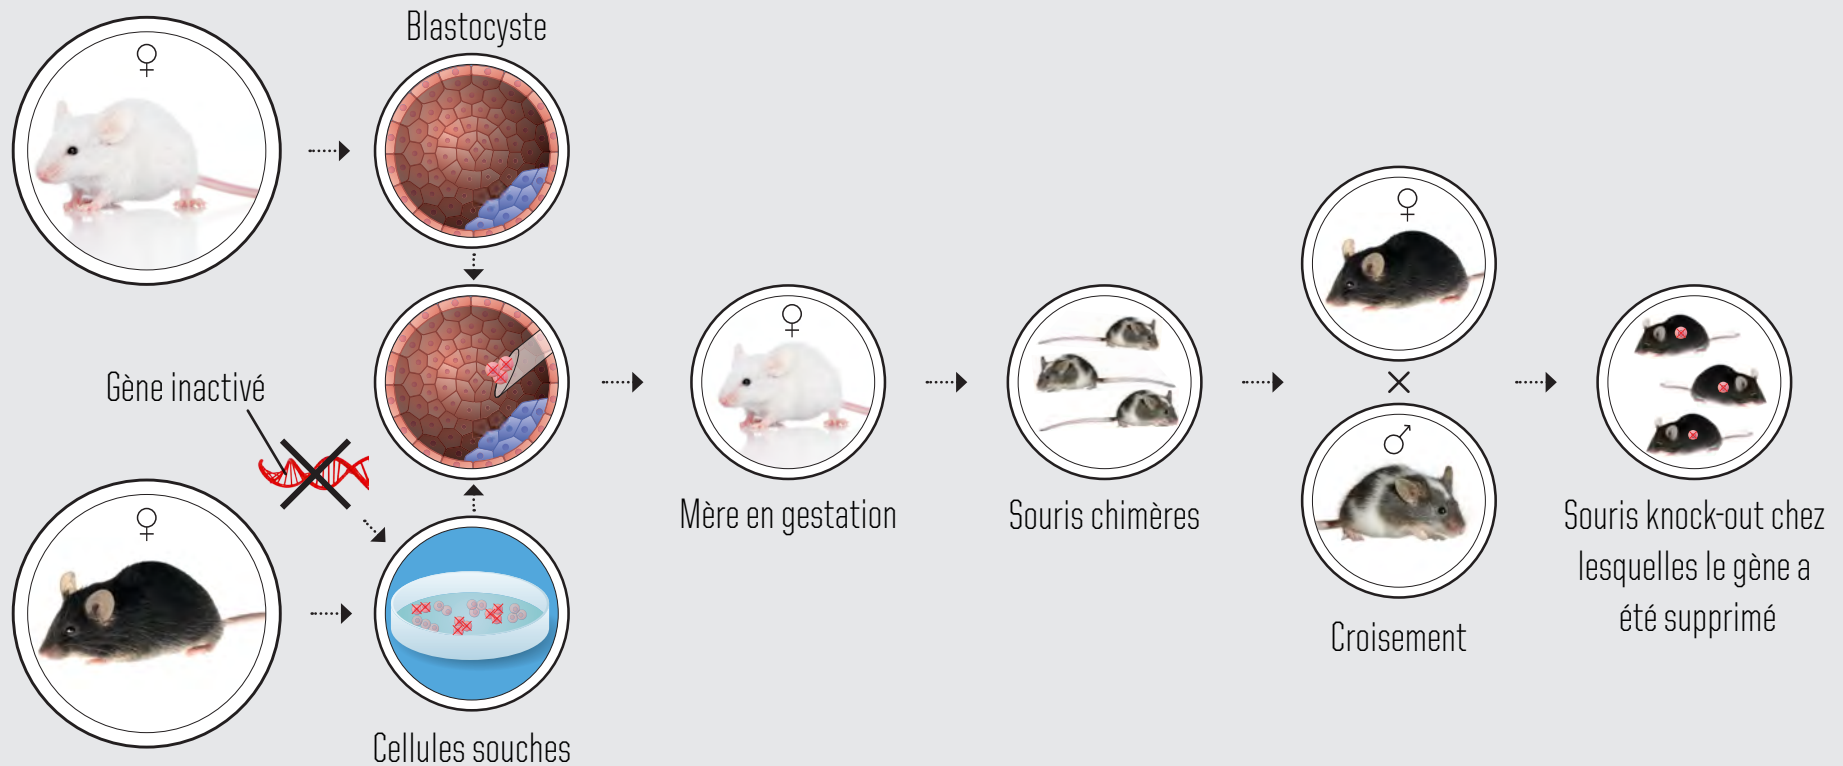 Blastocyste
Gène inactivé
Cellules souches
Mère en gestation
Souris chimères
Croisement
Souris knock-out chez
lesquelles le gène a
été supprimé